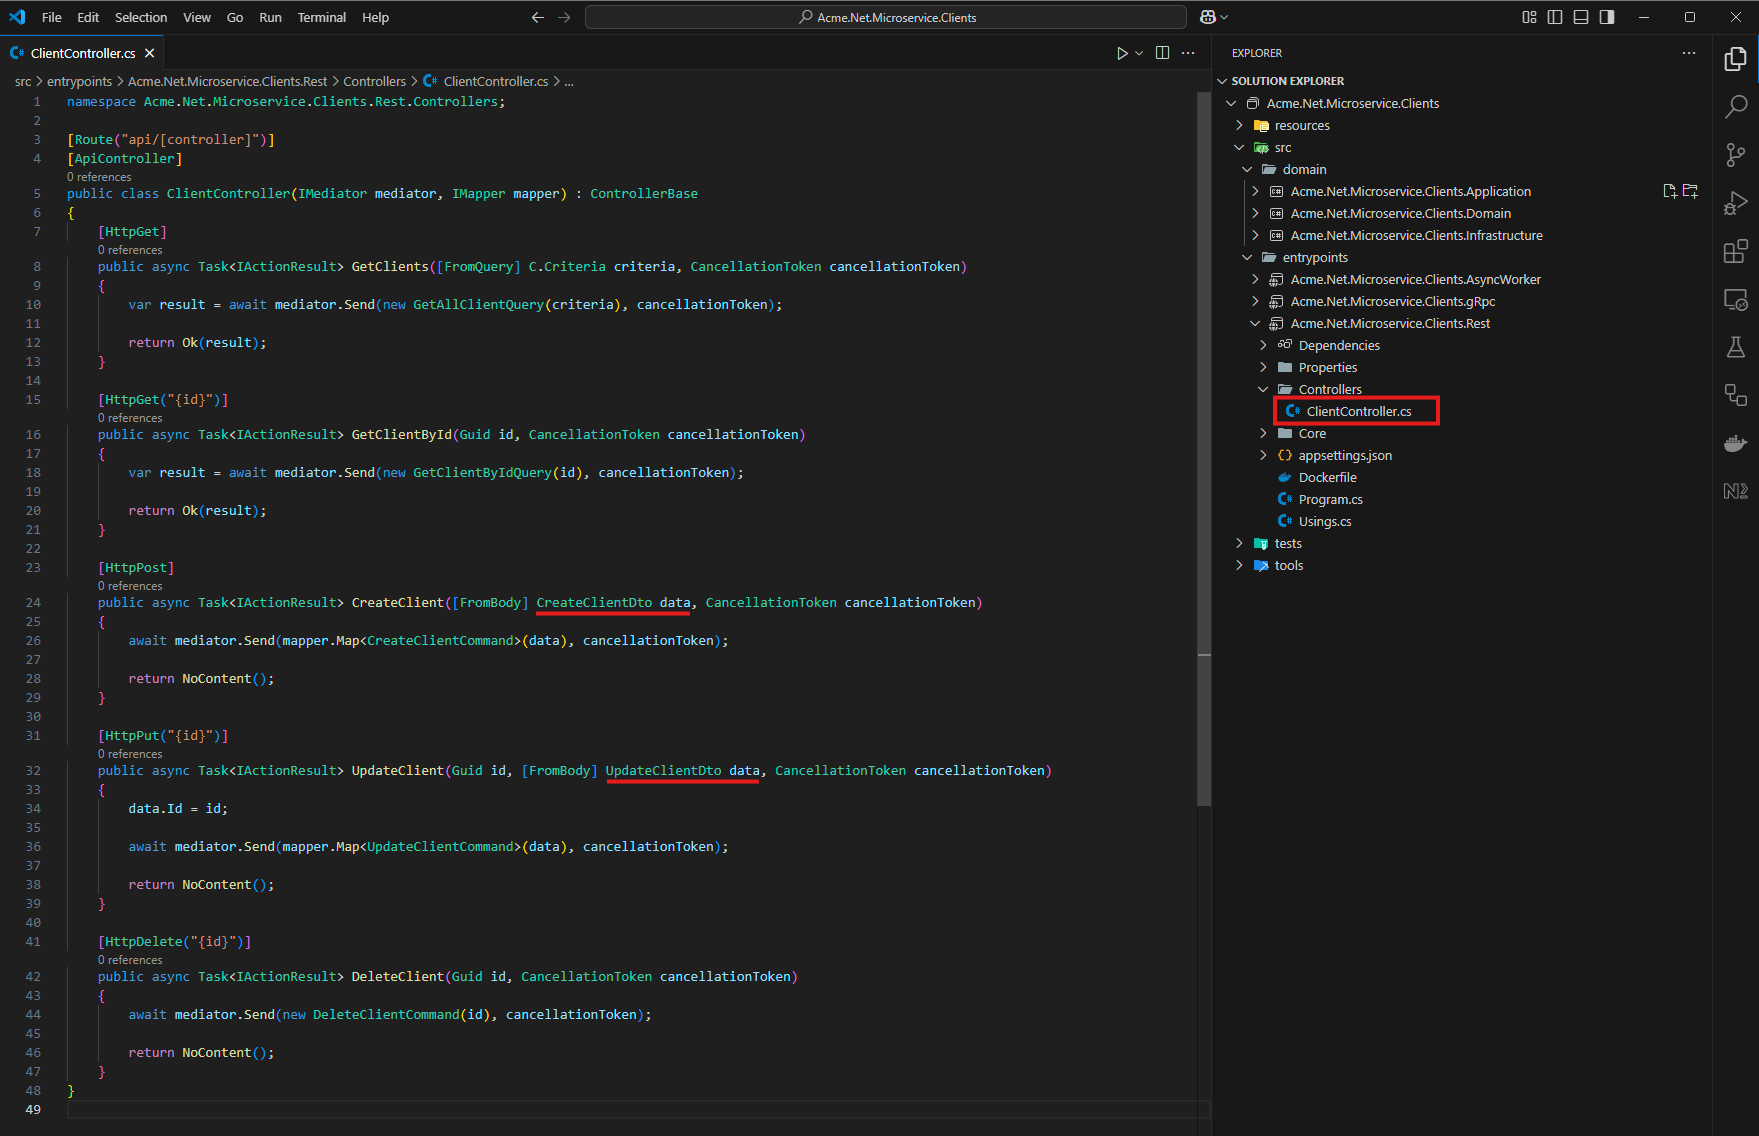 File Edit Selection View Go Run Terminal Help
Acme.Net.Microservice.Clients
ClientController.cs
src > entrypoints > Acme.Net.Microservice.Clients.Rest > Controllers > ClientController.cs > ...
1 namespace Acme.Net.Microservice.Clients.Rest.Controllers;
2
3 [Route("api/[controller]")]
4 [ApiController]
0 references
5 public class ClientController(IMediator mediator, IMapper mapper) : ControllerBase
6 {
7 [HttpGet]
0 references
8 public async Task<IActionResult> GetClients([FromQuery] C.Criteria criteria, CancellationToken cancellationToken)
9 {
10 var result = await mediator.Send(new GetAllClientQuery(criteria), cancellationToken);
11
12 return Ok(result);
13 }
14
15 [HttpGet("{id}")]
0 references
16 public async Task<IActionResult> GetClientById(Guid id, CancellationToken cancellationToken)
17 {
18 var result = await mediator.Send(new GetClientByIdQuery(id), cancellationToken);
19
20 return Ok(result);
21 }
22
23 [HttpPost]
0 references
24 public async Task<IActionResult> CreateClient([FromBody] CreateClientDto data, CancellationToken cancellationToken)
25 {
26 await mediator.Send(mapper.Map<CreateClientCommand>(data), cancellationToken);
27
28 return NoContent();
29 }
30
31 [HttpPut("{id}")]
0 references
32 public async Task<IActionResult> UpdateClient(Guid id, [FromBody] UpdateClientDto data, CancellationToken cancellationToken)
33 {
34 data.Id = id;
35
36 await mediator.Send(mapper.Map<UpdateClientCommand>(data), cancellationToken);
37
38 return NoContent();
39 }
40
41 [HttpDelete("{id}")]
0 references
42 public async Task<IActionResult> DeleteClient(Guid id, CancellationToken cancellationToken)
43 {
44 await mediator.Send(new DeleteClientCommand(id), cancellationToken);
45
46 return NoContent();
47 }
48 }
49
EXPLORER
SOLUTION EXPLORER
Acme.Net.Microservice.Clients
resources
src
domain
Acme.Net.Microservice.Clients.Application
Acme.Net.Microservice.Clients.Domain
Acme.Net.Microservice.Clients.Infrastructure
entrypoints
Acme.Net.Microservice.Clients.AsyncWorker
Acme.Net.Microservice.Clients.gRpc
Acme.Net.Microservice.Clients.Rest
Dependencies
Properties
Controllers
ClientController.cs
Core
appsettings.json
Dockerfile
Program.cs
Usings.cs
tests
tools